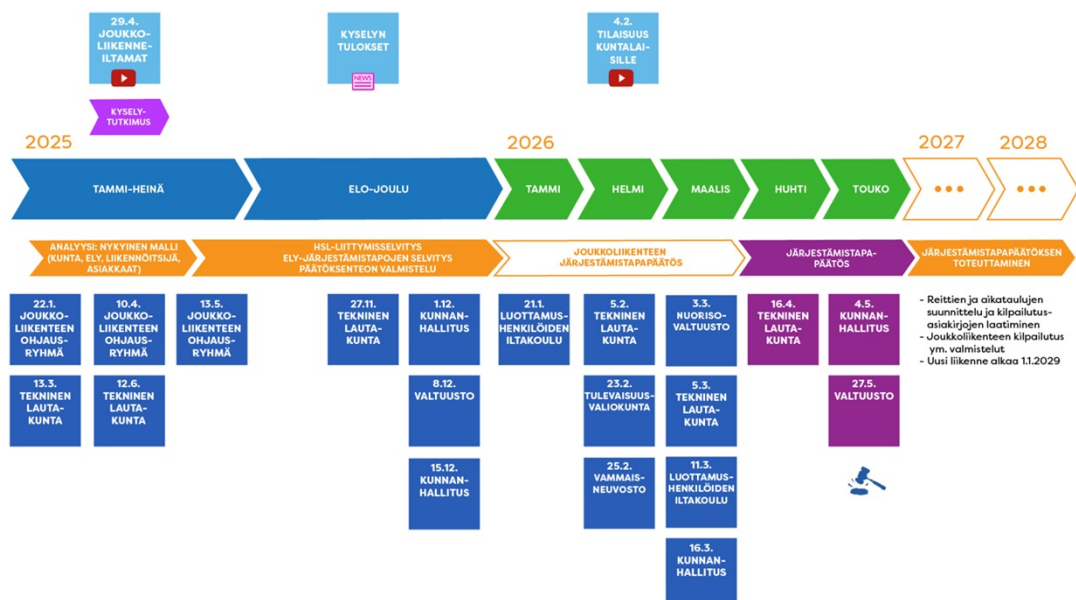 29.4.
JOUKKO-
LIIKENNE-
ILTAMAT
KYSELYN
TULOKSET
NEWS
4.2.
TILAISUUS
KUNTALAI-
SILLE
KYSELY-
TUTKIMUS
2025
2026
2027
2028
TAMMI-HEINÄ
ELO-JOULU
TAMMI
HELMI
MAALIS
HUHTI
TOUKO
ANALYYSI: NYKYINEN MALLI
(KUNTA, ELY, LIIKENNÖITSIJÄ,
ASIAKKAAT)
HSL-LIITTYMISSELVITYS
ELY-JÄRJESTÄMISTAPOJEN SELVITYS
PÄÄTÖKSENTEON VALMISTELU
JOUKKOLIIKENTEEN
JÄRJESTÄMISTAPAPÄÄTÖS
JÄRJESTÄMISTAPA-
PÄÄTÖS
JÄRJESTÄMISTAPAPÄÄTÖKSEN
TOTEUTTAMINEN
22.1.
JOUKKO-
LIIKENTEEN
OHJAUS-
RYHMÄ
10.4.
JOUKKO-
LIIKENTEEN
OHJAUS-
RYHMÄ
13.5.
JOUKKO-
LIIKENTEEN
OHJAUS-
RYHMÄ
27.11.
TEKNINEN
LAUTA-
KUNTA
1.12.
KUNNAN-
HALLITUS
21.1.
LUOTTAMUS-
HENKILÖIDEN
ILTAKOULU
5.2.
TEKNINEN
LAUTA-
KUNTA
3.3.
NUORISO-
VALTUUSTO
16.4.
TEKNINEN
LAUTA-
KUNTA
4.5.
KUNNAN-
HALLITUS
- Reittien ja aikataulujen
suunnittelu ja kilpailutus-
asiakirjojen laatiminen
- Joukkoliikenteen kilpailutus
ym. valmistelut
- Uusi liikenne alkaa 1.1.2029
13.3.
TEKNINEN
LAUTA-
KUNTA
12.6.
TEKNINEN
LAUTA-
KUNTA
8.12.
VALTUUSTO
23.2.
TULEVAISUUS-
VALIOKUNTA
5.3.
TEKNINEN
LAUTA-
KUNTA
27.5.
VALTUUSTO
15.12.
KUNNAN-
HALLITUS
25.2.
VAMMAIS-
NEUVOSTO
11.3.
LUOTTAMUS-
HENKILÖIDEN
ILTAKOULU
16.3.
KUNNAN-
HALLITUS